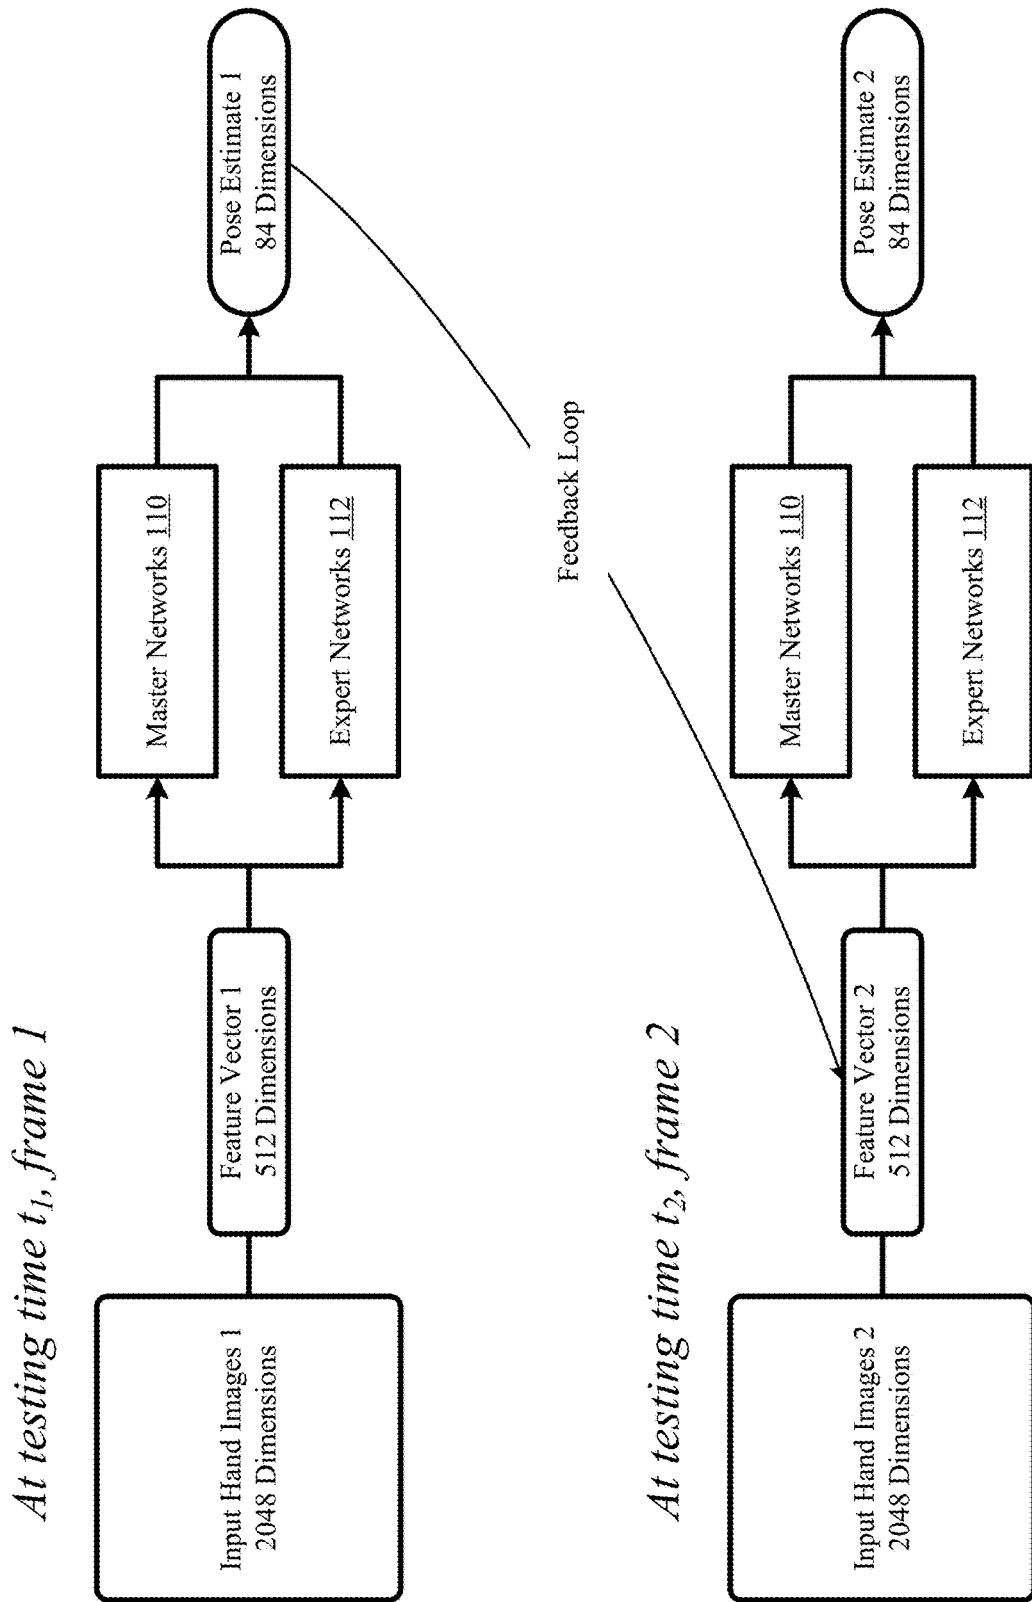 At testing time t1, frame 1
Input Hand Images 1
2048 Dimensions
Feature Vector 1
512 Dimensions
Master Networks 110
Expert Networks 112
Pose Estimate 1
84 Dimensions
Feedback Loop
At testing time t2, frame 2
Input Hand Images 2
2048 Dimensions
Feature Vector 2
512 Dimensions
Master Networks 110
Expert Networks 112
Pose Estimate 2
84 Dimensions